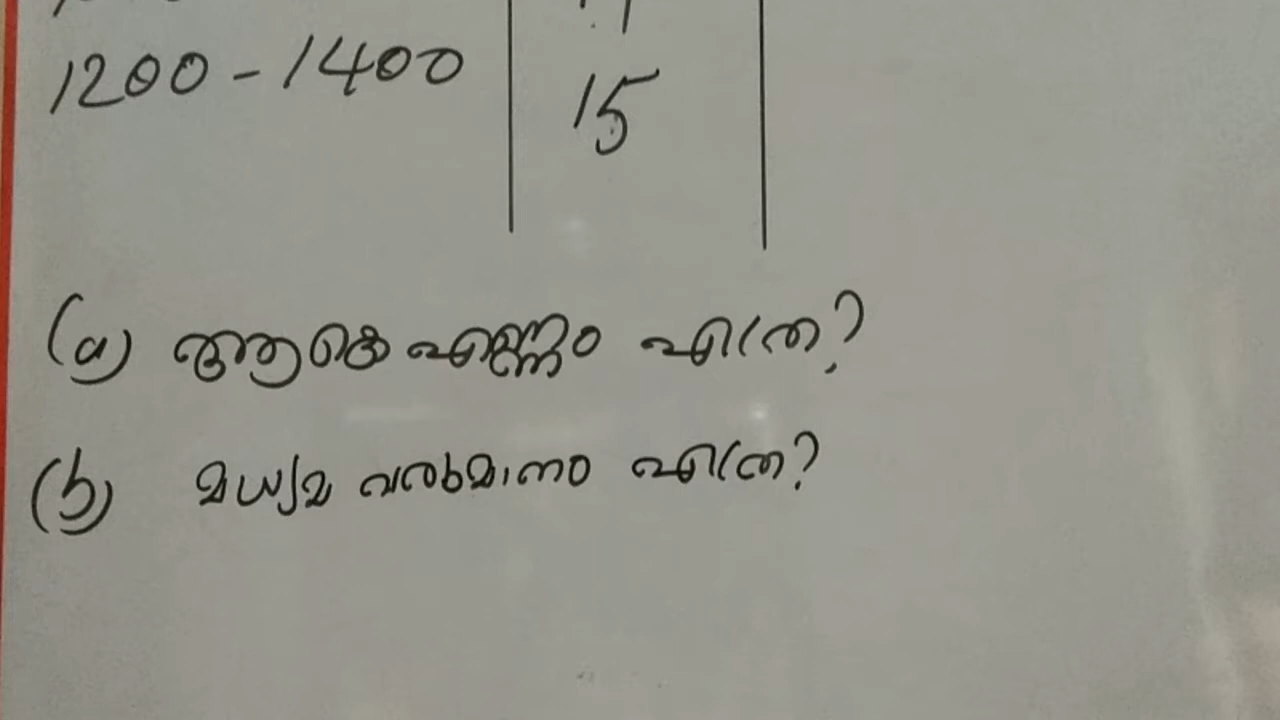 1200 - 1400 15
(a) ആകെ എണ്ണം എത്ര?
(b) മധ്യമ വരുമാനം എത്ര?